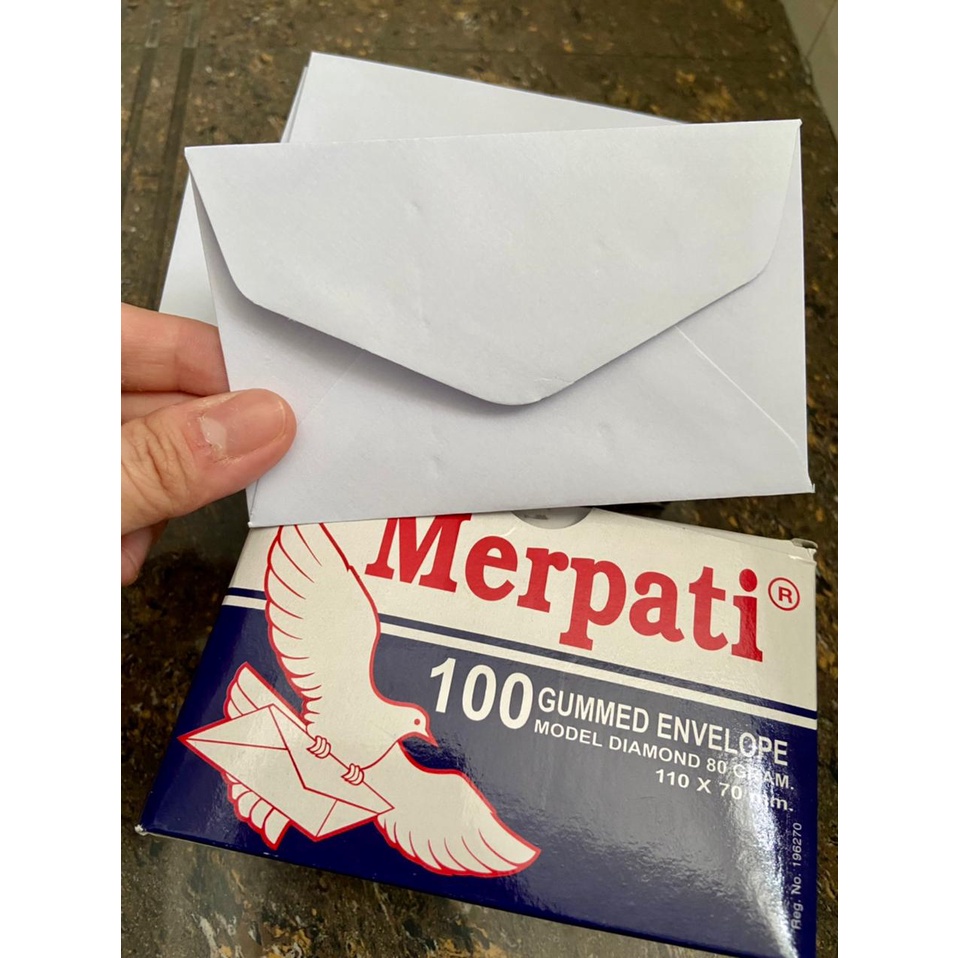 Merpati®
100 GUMMED ENVELOPE
MODEL DIAMOND 80 GRAM.
110 X 70 mm.
Reg. No. 196270